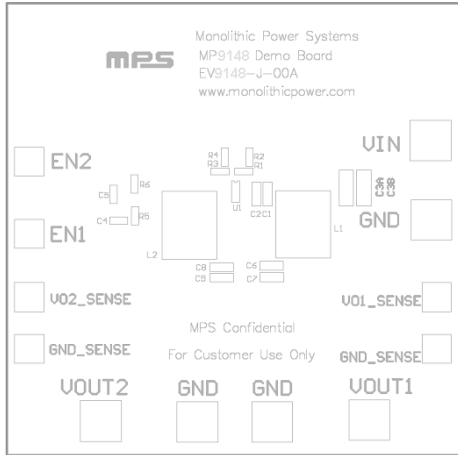 Monolithic Power Systems
mps
MP9148 Demo Board
EV9148-J-00A
www.monolithicpower.com
VIN
EN2
R4
R2
R3
R1
R6
C5
C3A
C3B
U1
C2
C1
GND
EN1
C4
R5
L2
L1
C8
C6
C9
C7
VO2_SENSE
VO1_SENSE
MPS Confidential
GND_SENSE
GND_SENSE
For Customer Use Only
VOUT2
GND
GND
VOUT1